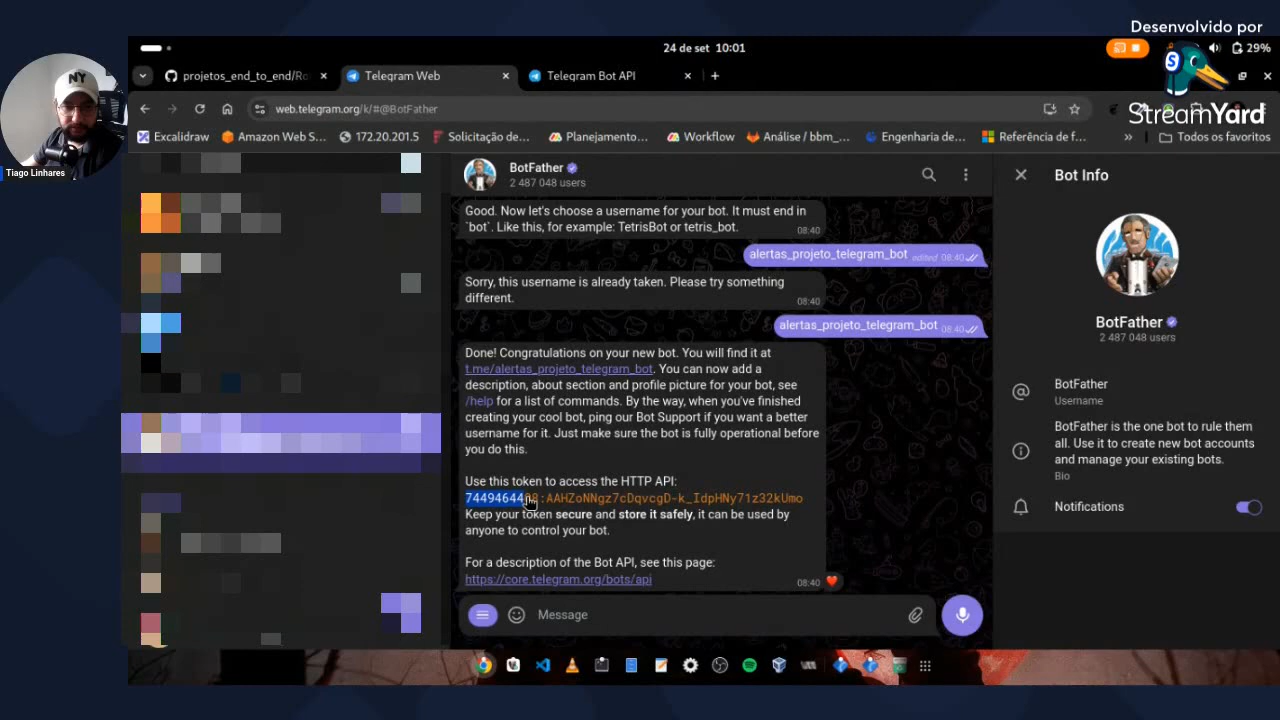 Desenvolvido por
StreamYard
Tiago Linhares
NY
24 de set 10:01
29%
projetos_end_to_end/Ro
Telegram Web
Telegram Bot API
web.telegram.org/k/#@BotFather
Excalidraw
Amazon Web S...
172.20.201.5
Solicitação de...
Planejamento...
Workflow
Análise / bbm_...
Engenharia de...
Referência de f...
Todos os favoritos
BotFather
2 487 048 users
Bot Info
Good. Now let's choose a username for your bot. It must end in
`bot`. Like this, for example: TetrisBot or tetris_bot.
08:40
alertas_projeto_telegram_bot edited 08:40
Sorry, this username is already taken. Please try something
different.
08:40
alertas_projeto_telegram_bot 08:40
Done! Congratulations on your new bot. You will find it at
t.me/alertas_projeto_telegram_bot. You can now add a
description, about section and profile picture for your bot, see
/help for a list of commands. By the way, when you've finished
creating your cool bot, ping our Bot Support if you want a better
username for it. Just make sure the bot is fully operational before
you do this.
Use this token to access the HTTP API:
Keep your token secure and store it safely, it can be used by
anyone to control your bot.
For a description of the Bot API, see this page:
https://core.telegram.org/bots/api
08:40
Message
BotFather
2 487 048 users
BotFather
Username
BotFather is the one bot to rule them
all. Use it to create new bot accounts
and manage your existing bots.
Bio
Notifications